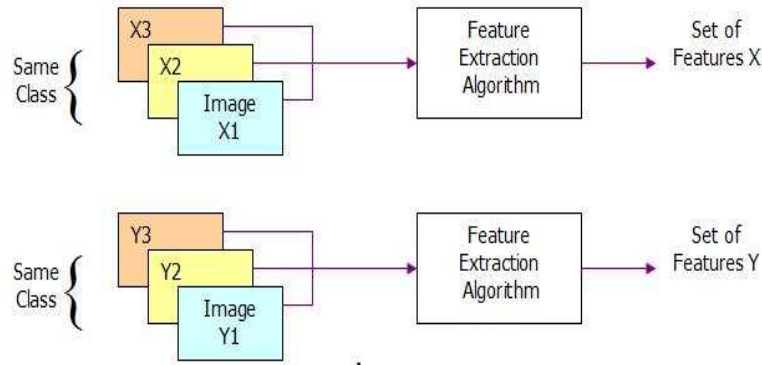 X3
X2
Image
X1
Same
Class
Feature
Extraction
Algorithm
Set of
Features X
Y3
Y2
Image
Y1
Same
Class
Feature
Extraction
Algorithm
Set of
Features Y